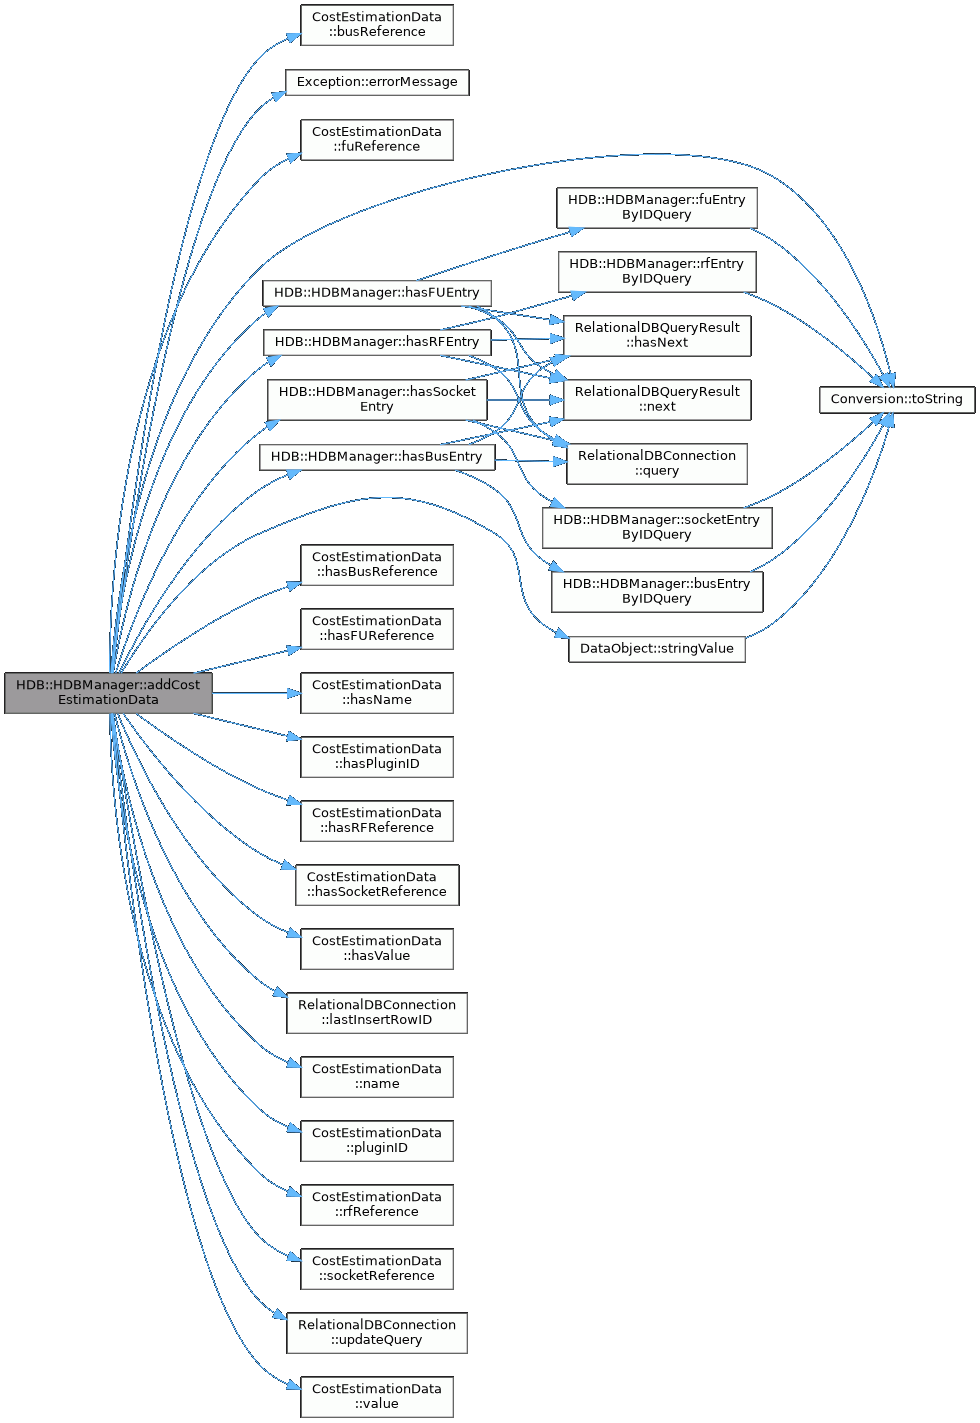 CostEstimationData
::busReference
Exception::errorMessage
CostEstimationData
::fuReference
HDB::HDBManager::fuEntry
ByIDQuery
HDB::HDBManager::rfEntry
ByIDQuery
HDB::HDBManager::hasFUEntry
RelationalDBQueryResult
::hasNext
HDB::HDBManager::hasRFEntry
HDB::HDBManager::hasSocket
Entry
RelationalDBQueryResult
::next
Conversion::toString
HDB::HDBManager::hasBusEntry
RelationalDBConnection
::query
HDB::HDBManager::socketEntry
ByIDQuery
CostEstimationData
::hasBusReference
HDB::HDBManager::busEntry
ByIDQuery
CostEstimationData
::hasFUReference
DataObject::stringValue
HDB::HDBManager::addCost
EstimationData
CostEstimationData
::hasName
CostEstimationData
::hasPluginID
CostEstimationData
::hasRFReference
CostEstimationData
::hasSocketReference
CostEstimationData
::hasValue
RelationalDBConnection
::lastInsertRowID
CostEstimationData
::name
CostEstimationData
::pluginID
CostEstimationData
::rfReference
CostEstimationData
::socketReference
RelationalDBConnection
::updateQuery
CostEstimationData
::value